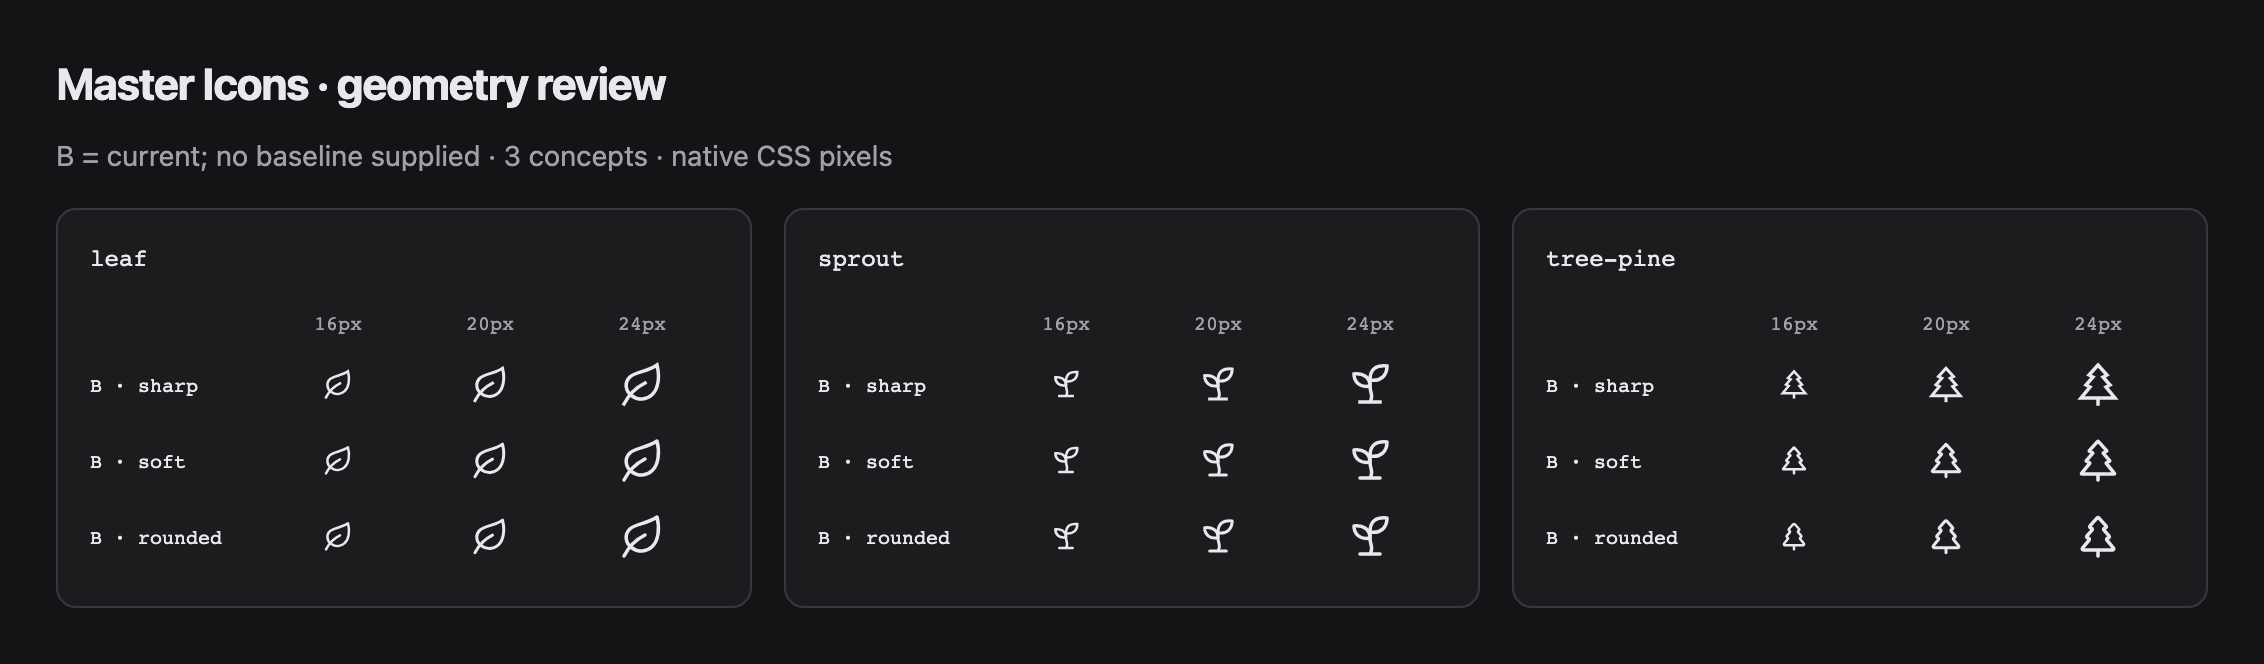 Master Icons · geometry review
B = current; no baseline supplied · 3 concepts · native CSS pixels
leaf
16px 20px 24px
B · sharp
B · soft
B · rounded
sprout
16px 20px 24px
B · sharp
B · soft
B · rounded
tree-pine
16px 20px 24px
B · sharp
B · soft
B · rounded